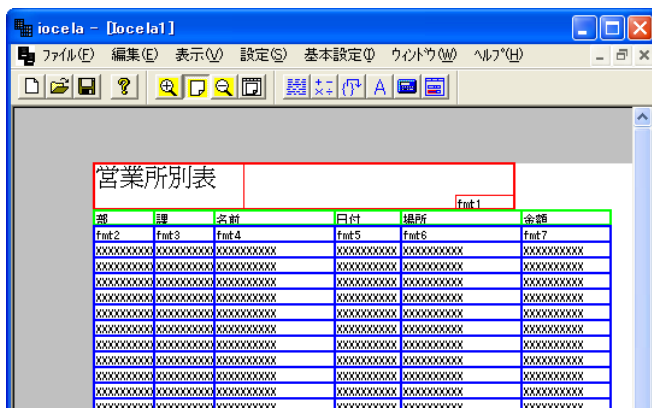 iocela - [Iocela1]
ファイル(F) 編集(E) 表示(V) 設定(S) 基本設定(I) ウィンドウ(W) ヘルプ(H)
A
営業所別表
fmt1
部 課 名前 日付 場所 金額
fmt2 fmt3 fmt4 fmt5 fmt6 fmt7
XXXXXXXXXX XXXXXXXXXX XXXXXXXXXX XXXXXXXXXX XXXXXXXXXX XXXXXXXXXX
XXXXXXXXXX XXXXXXXXXX XXXXXXXXXX XXXXXXXXXX XXXXXXXXXX XXXXXXXXXX
XXXXXXXXXX XXXXXXXXXX XXXXXXXXXX XXXXXXXXXX XXXXXXXXXX XXXXXXXXXX
XXXXXXXXXX XXXXXXXXXX XXXXXXXXXX XXXXXXXXXX XXXXXXXXXX XXXXXXXXXX
XXXXXXXXXX XXXXXXXXXX XXXXXXXXXX XXXXXXXXXX XXXXXXXXXX XXXXXXXXXX
XXXXXXXXXX XXXXXXXXXX XXXXXXXXXX XXXXXXXXXX XXXXXXXXXX XXXXXXXXXX
XXXXXXXXXX XXXXXXXXXX XXXXXXXXXX XXXXXXXXXX XXXXXXXXXX XXXXXXXXXX
XXXXXXXXXX XXXXXXXXXX XXXXXXXXXX XXXXXXXXXX XXXXXXXXXX XXXXXXXXXX
XXXXXXXXXX XXXXXXXXXX XXXXXXXXXX XXXXXXXXXX XXXXXXXXXX XXXXXXXXXX
XXXXXXXXXX XXXXXXXXXX XXXXXXXXXX XXXXXXXXXX XXXXXXXXXX XXXXXXXXXX
XXXXXXXXXX XXXXXXXXXX XXXXXXXXXX XXXXXXXXXX XXXXXXXXXX XXXXXXXXXX